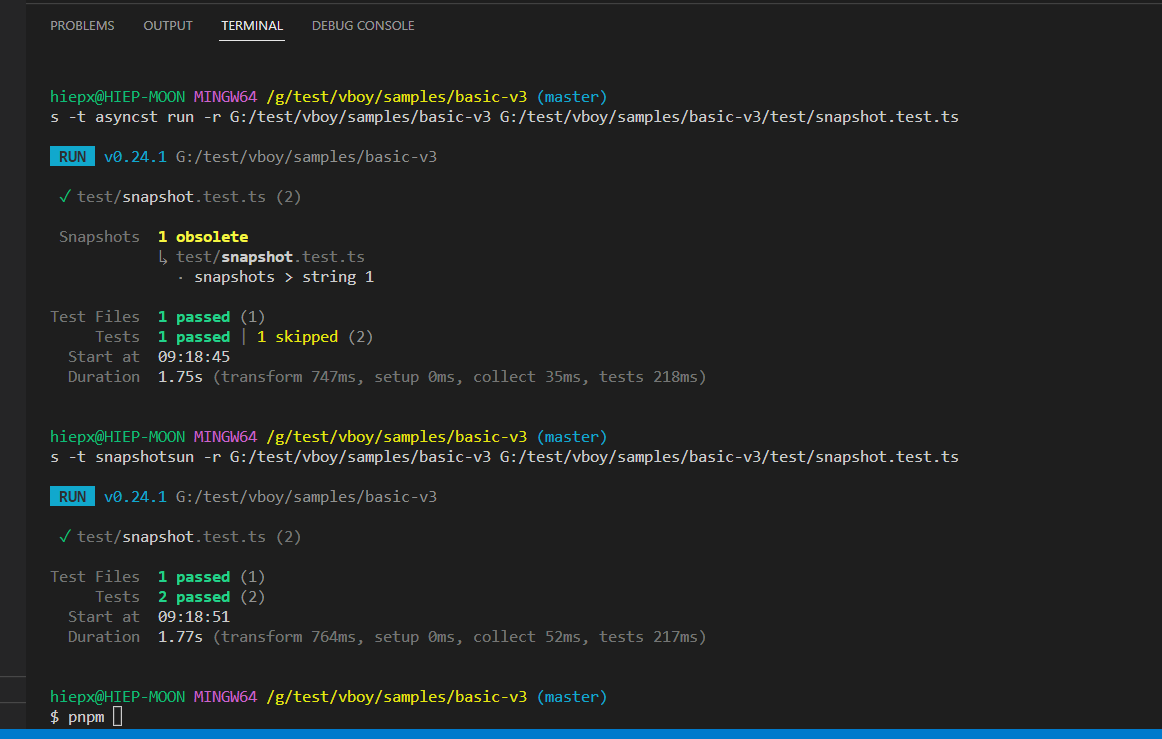 PROBLEMS OUTPUT TERMINAL DEBUG CONSOLE
hiepx@HIEP-MOON MINGW64 /g/test/vboy/samples/basic-v3 (master)
s -t asyncst run -r G:/test/vboy/samples/basic-v3 G:/test/vboy/samples/basic-v3/test/snapshot.test.ts
RUN v0.24.1 G:/test/vboy/samples/basic-v3
✓ test/snapshot.test.ts (2)
Snapshots 1 obsolete
↳ test/snapshot.test.ts
· snapshots > string 1
Test Files 1 passed (1)
Tests 1 passed | 1 skipped (2)
Start at 09:18:45
Duration 1.75s (transform 747ms, setup 0ms, collect 35ms, tests 218ms)
hiepx@HIEP-MOON MINGW64 /g/test/vboy/samples/basic-v3 (master)
s -t snapshotsun -r G:/test/vboy/samples/basic-v3 G:/test/vboy/samples/basic-v3/test/snapshot.test.ts
RUN v0.24.1 G:/test/vboy/samples/basic-v3
✓ test/snapshot.test.ts (2)
Test Files 1 passed (1)
Tests 2 passed (2)
Start at 09:18:51
Duration 1.77s (transform 764ms, setup 0ms, collect 52ms, tests 217ms)
hiepx@HIEP-MOON MINGW64 /g/test/vboy/samples/basic-v3 (master)
$ pnpm